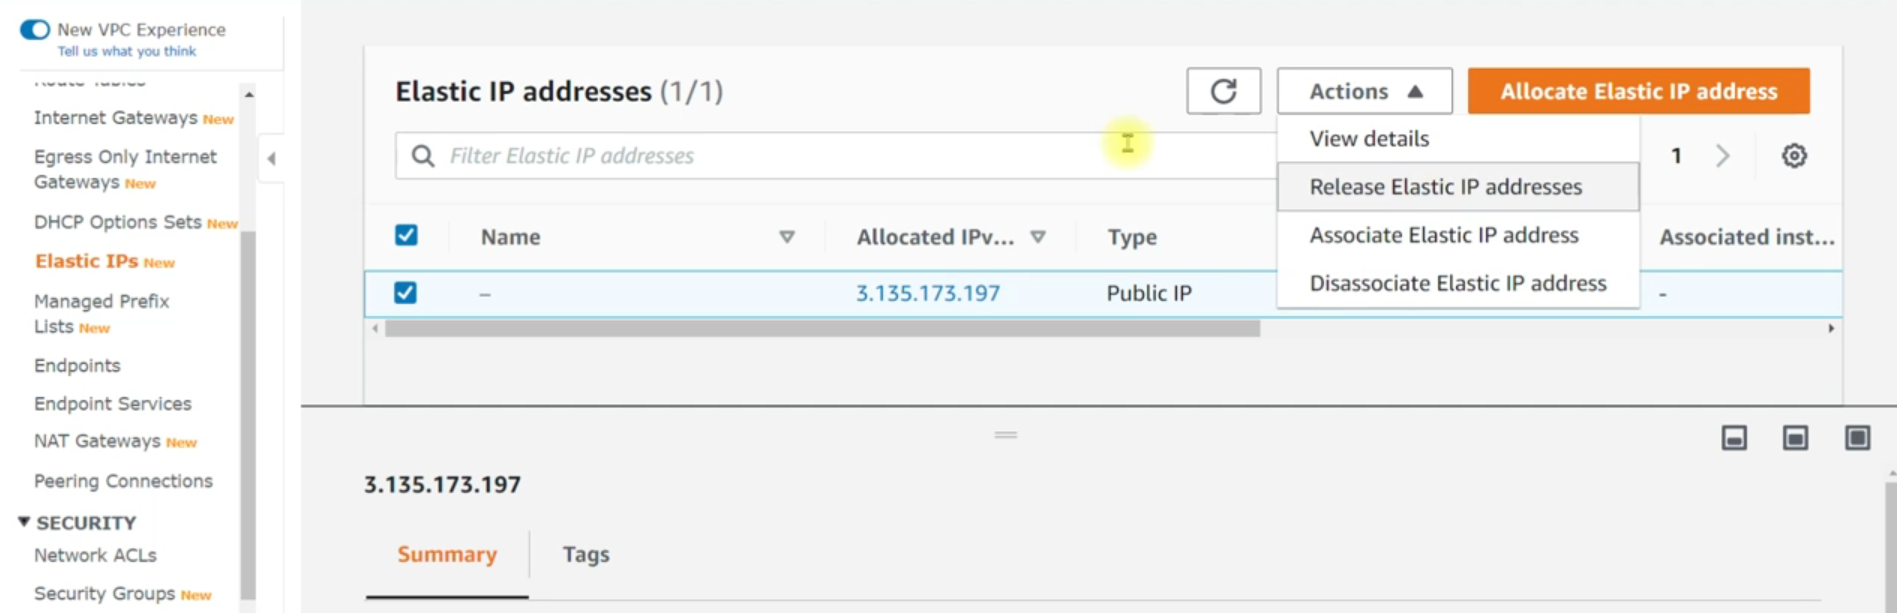 New VPC Experience
Tell us what you think
Route Tables
Internet Gateways New
Egress Only Internet
Gateways New
DHCP Options Sets New
Elastic IPs New
Managed Prefix
Lists New
Endpoints
Endpoint Services
NAT Gateways New
Peering Connections
SECURITY
Network ACLs
Security Groups New
Elastic IP addresses (1/1)
Actions
Allocate Elastic IP address
Filter Elastic IP addresses
View details
Release Elastic IP addresses
Associate Elastic IP address
Disassociate Elastic IP address
1
Name Allocated IPv... Type Associated inst...
– 3.135.173.197 Public IP -
3.135.173.197
Summary Tags